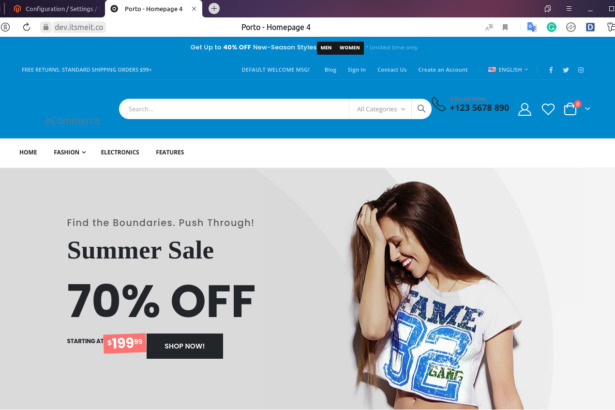 Configuration / Settings /
Porto - Homepage 4
dev.itsmeit.co
Porto - Homepage 4
Get Up to 40% OFF New-Season Styles MEN WOMEN * Limited time only
FREE RETURNS. STANDARD SHIPPING ORDERS $99+
DEFAULT WELCOME MSG! Blog Sign In Contact Us Create an Account ENGLISH
ecommerce
Search...
All Categories
+123 5678 890
0
HOME FASHION ELECTRONICS FEATURES
Find the Boundaries. Push Through!
Summer Sale
70% OFF
STARTING AT $199.99 SHOP NOW!
FAME
32
GANG